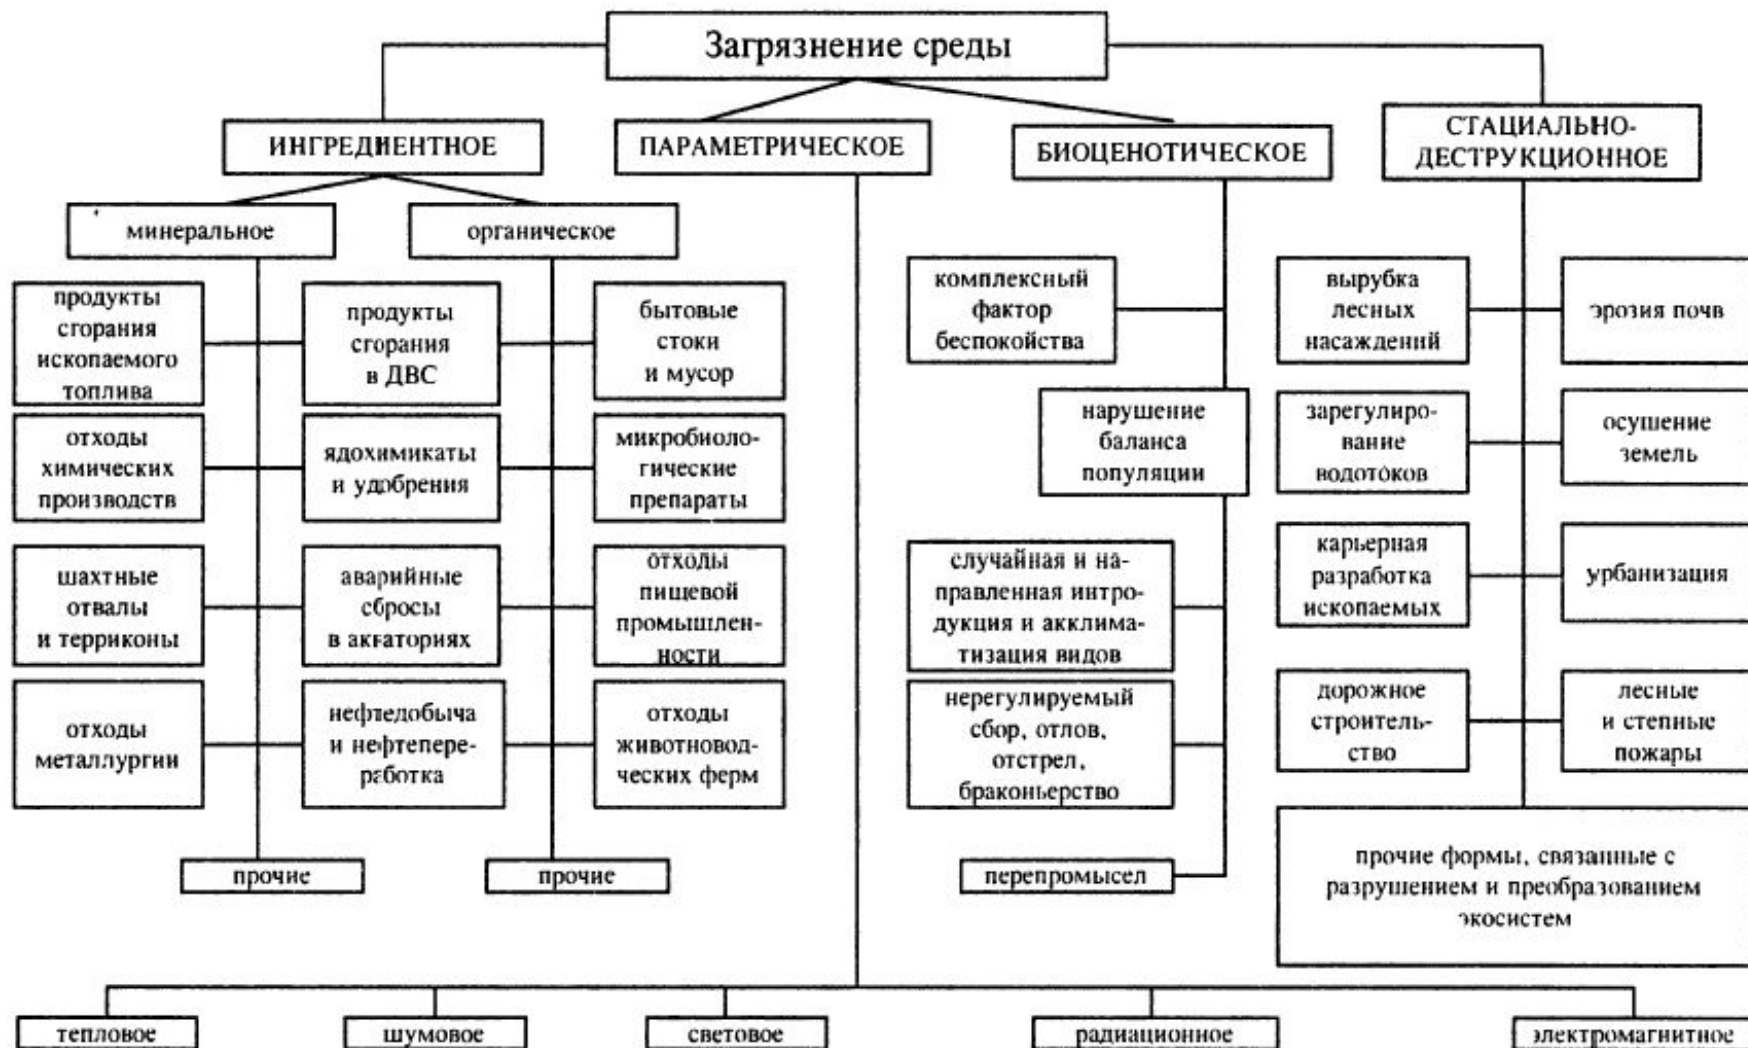 Загрязнение среды
ИНГРЕДИЕНТНОЕ
ПАРАМЕТРИЧЕСКОЕ
БИОЦЕНОТИЧЕСКОЕ
СТАЦИАЛЬНО-
ДЕСТРУКЦИОННОЕ
минеральное
органическое
продукты
сгорания
ископаемого
топлива
отходы
химических
производств
шахтные
отвалы
и терриконы
отходы
металлургии
продукты
сгорания
в ДВС
ядохимикаты
и удобрения
аварийные
сбросы
в акваториях
нефтедобыча
и нефтепере-
работка
бытовые
стоки
и мусор
микробиоло-
гические
препараты
отходы
пищевой
промышлен-
ности
отходы
животновод-
ческих ферм
прочие
прочие
комплексный
фактор
беспокойства
нарушение
баланса
популяции
случайная и на-
правленная интро-
дукция и акклима-
тизация видов
нерегулируемый
сбор, отлов,
отстрел,
браконьерство
перепромысел
вырубка
лесных
насаждений
зарегулиро-
вание
водотоков
карьерная
разработка
ископаемых
дорожное
строитель-
ство
эрозия почв
осушение
земель
урбанизация
лесные
и степные
пожары
прочие формы, связанные с
разрушением и преобразованием
экосистем
тепловое
шумовое
световое
радиационное
электромагнитное